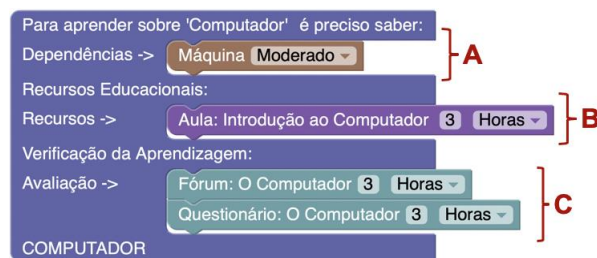 Para aprender sobre 'Computador' é preciso saber:
Dependências -> Máquina Moderado
A
Recursos Educacionais:
Recursos -> Aula: Introdução ao Computador 3 Horas
B
Verificação da Aprendizagem:
Avaliação -> Fórum: O Computador 3 Horas
Questionário: O Computador 3 Horas
C
COMPUTADOR